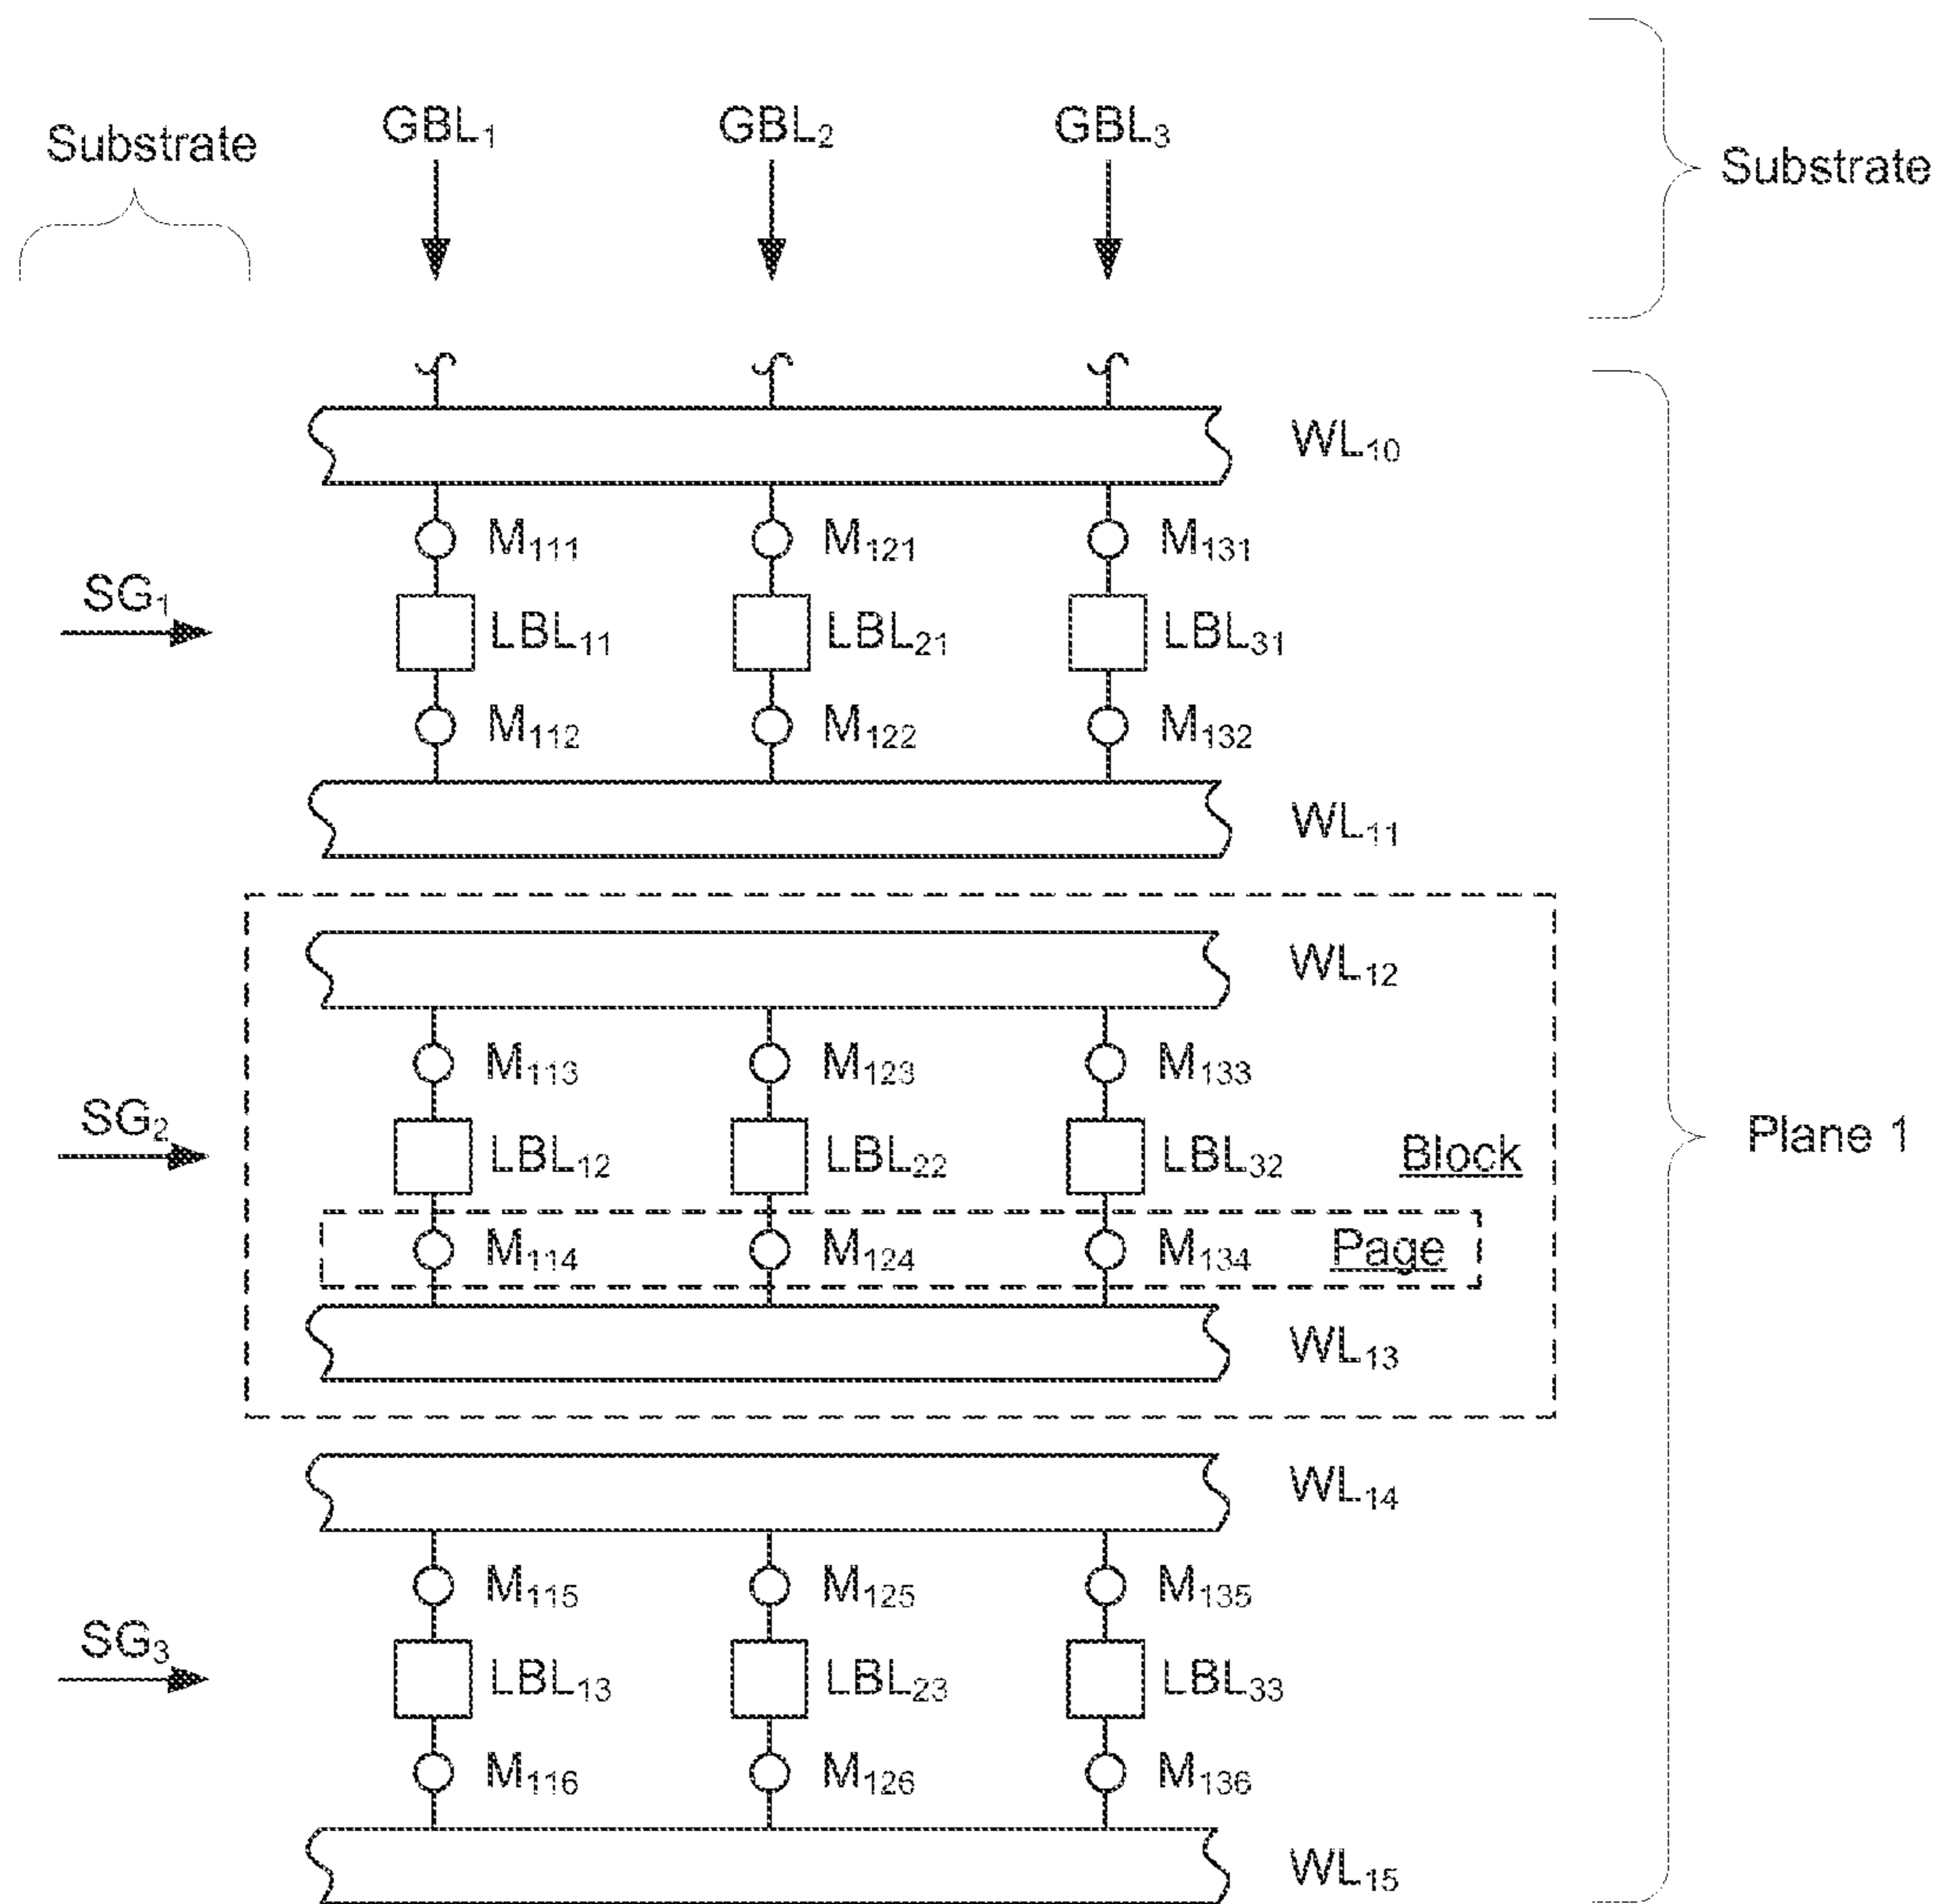 Substrate GBL₁ GBL₂ GBL₃ Substrate
WL₁₀
M₁₁₁ M₁₂₁ M₁₃₁
SG₁ LBL₁₁ LBL₂₁ LBL₃₁
M₁₁₂ M₁₂₂ M₁₃₂
WL₁₁
WL₁₂
M₁₁₃ M₁₂₃ M₁₃₃
SG₂ LBL₁₂ LBL₂₂ LBL₃₂ Block Plane 1
M₁₁₄ M₁₂₄ M₁₃₄ Page
WL₁₃
WL₁₄
M₁₁₅ M₁₂₅ M₁₃₅
SG₃ LBL₁₃ LBL₂₃ LBL₃₃
M₁₁₆ M₁₂₆ M₁₃₆
WL₁₅